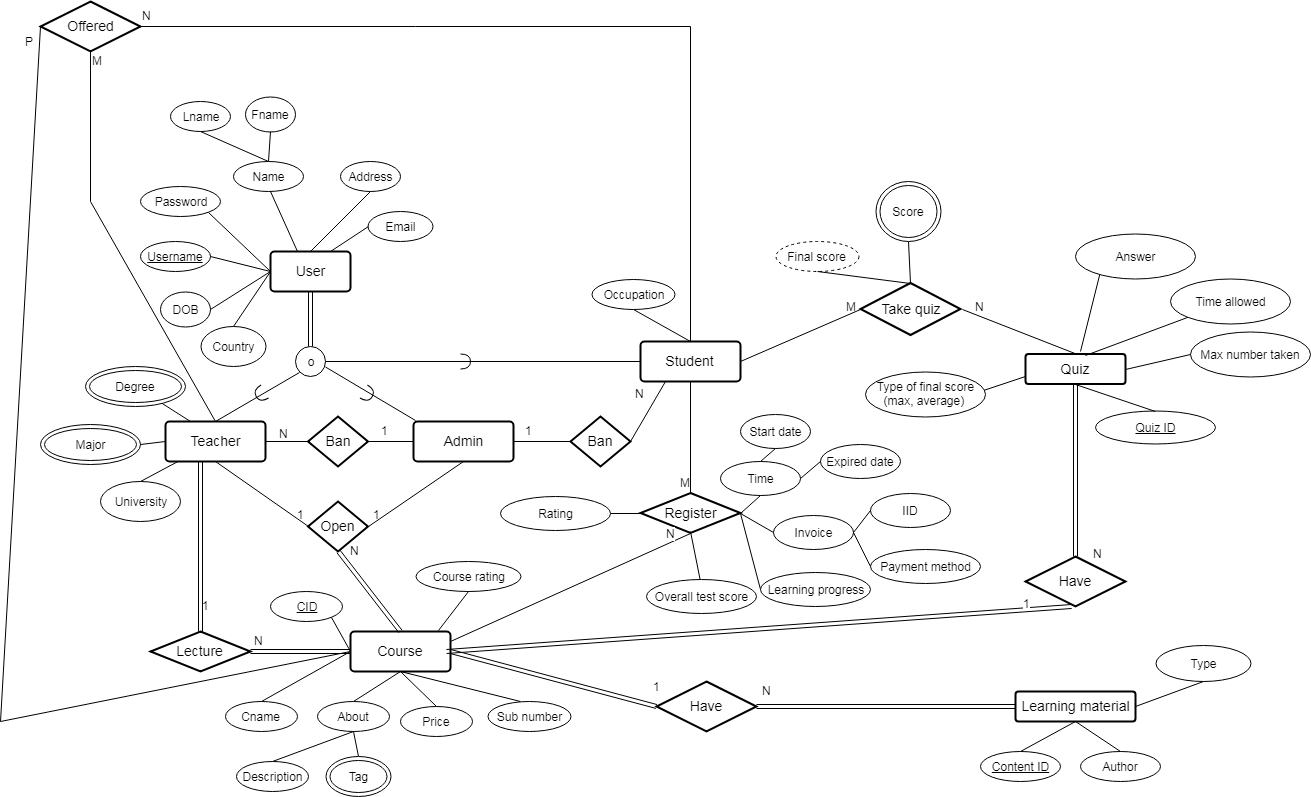 Offered
N
P
M
Lname
Fname
Name
Address
Password
Email
Username
User
DOB
Country
o
Score
Final score
Answer
M
Take quiz
N
Time allowed
Occupation
Student
Quiz
Max number taken
Type of final score
(max, average)
Quiz ID
Degree
Major
Teacher
N
Ban
1
Admin
1
Ban
N
University
Start date
Time
Expired date
M
Rating
Register
N
Invoice
IID
Payment method
Overall test score
Learning progress
1
Open
1
N
Course rating
CID
N
Have
1
1
Lecture
N
Course
Cname
About
Price
Sub number
Description
Tag
1
Have
N
Learning material
Type
Content ID
Author